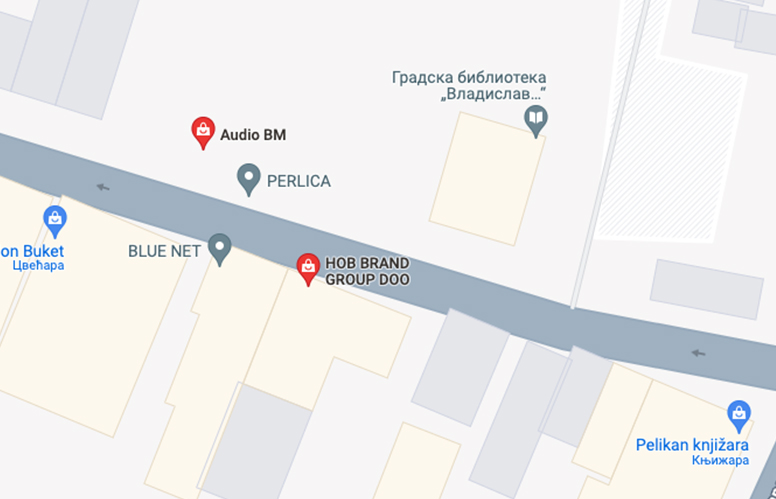 Градска библиотека
„Владислав…“
Audio BM
PERLICA
on Buket
Цвећара
BLUE NET
HOB BRAND
GROUP DOO
Pelikan knjižara
Књижара